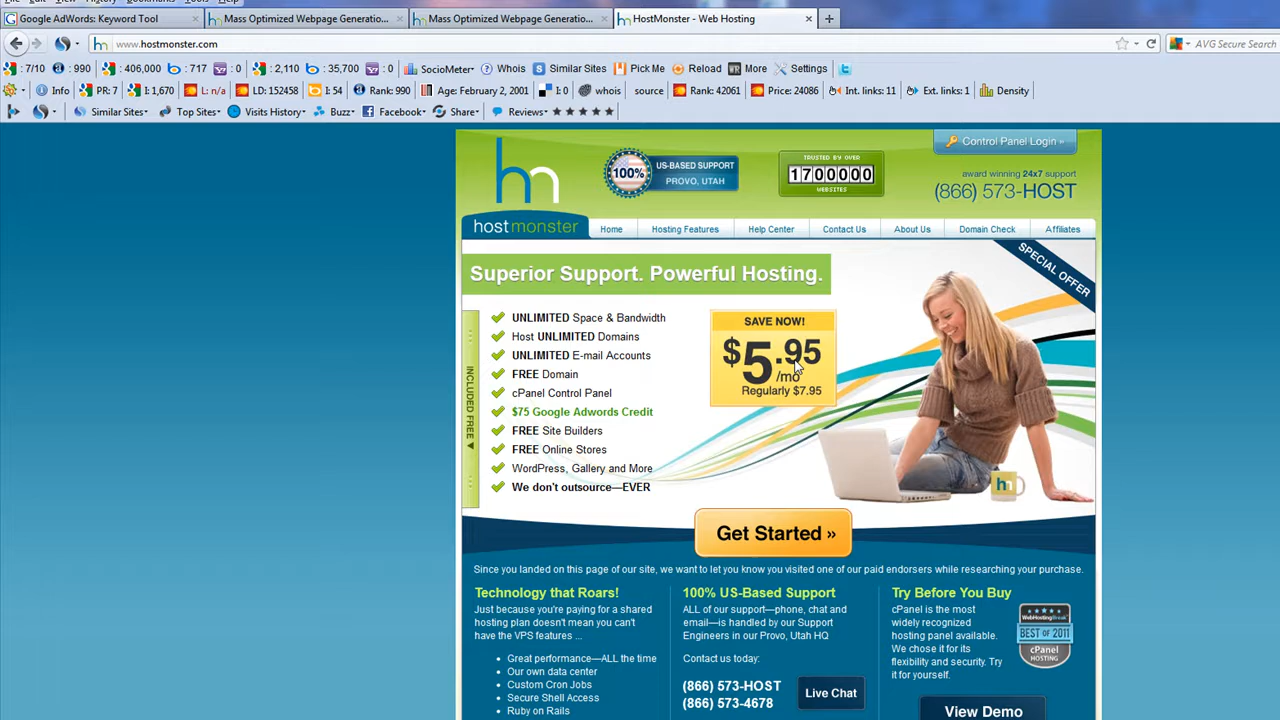 History Bookmarks Tools Help
Google AdWords: Keyword Tool × Mass Optimized Webpage Generatio... × Mass Optimized Webpage Generatio... × HostMonster - Web Hosting × +
www.hostmonster.com AVG Secure Search
: 7/10 : 990 : 406,000 : 717 : 0 : 2,110 : 35,700 : 0 SocioMeter Whois Similar Sites Pick Me Reload More Settings
Info PR: 7 I: 1,670 L: n/a LD: 152458 I: 54 Rank: 990 Age: February 2, 2001 I: 0 whois source Rank: 42061 Price: 24086 Int. links: 11 Ext. links: 1 Density
Similar Sites Top Sites Visits History Buzz Facebook Share Reviews
Control Panel Login »
hn
100%
US-BASED SUPPORT
PROVO, UTAH
TRUSTED BY OVER
1700000
WEBSITES
award winning 24x7 support
(866) 573-HOST
hostmonster
Home Hosting Features Help Center Contact Us About Us Domain Check Affiliates
SPECIAL OFFER
Superior Support. Powerful Hosting.
INCLUDED FREE
UNLIMITED Space & Bandwidth
Host UNLIMITED Domains
UNLIMITED E-mail Accounts
FREE Domain
cPanel Control Panel
$75 Google Adwords Credit
FREE Site Builders
FREE Online Stores
WordPress, Gallery and More
We don't outsource—EVER
SAVE NOW!
$5.95
/mo
Regularly $7.95
hn
Get Started »
Since you landed on this page of our site, we want to let you know you visited one of our paid endorsers while researching your purchase.
Technology that Roars!
Just because you're paying for a shared
hosting plan doesn't mean you can't
have the VPS features ...
Great performance—ALL the time
Our own data center
Custom Cron Jobs
Secure Shell Access
Ruby on Rails
100% US-Based Support
ALL of our support—phone, chat and
email—is handled by our Support
Engineers in our Provo, Utah HQ
Contact us today:
(866) 573-HOST
(866) 573-4678
Live Chat
Try Before You Buy
cPanel is the most
widely recognized
hosting panel available.
We chose it for its
flexibility and security. Try
it for yourself.
BEST OF 2011
cPanel
HOSTING
View Demo